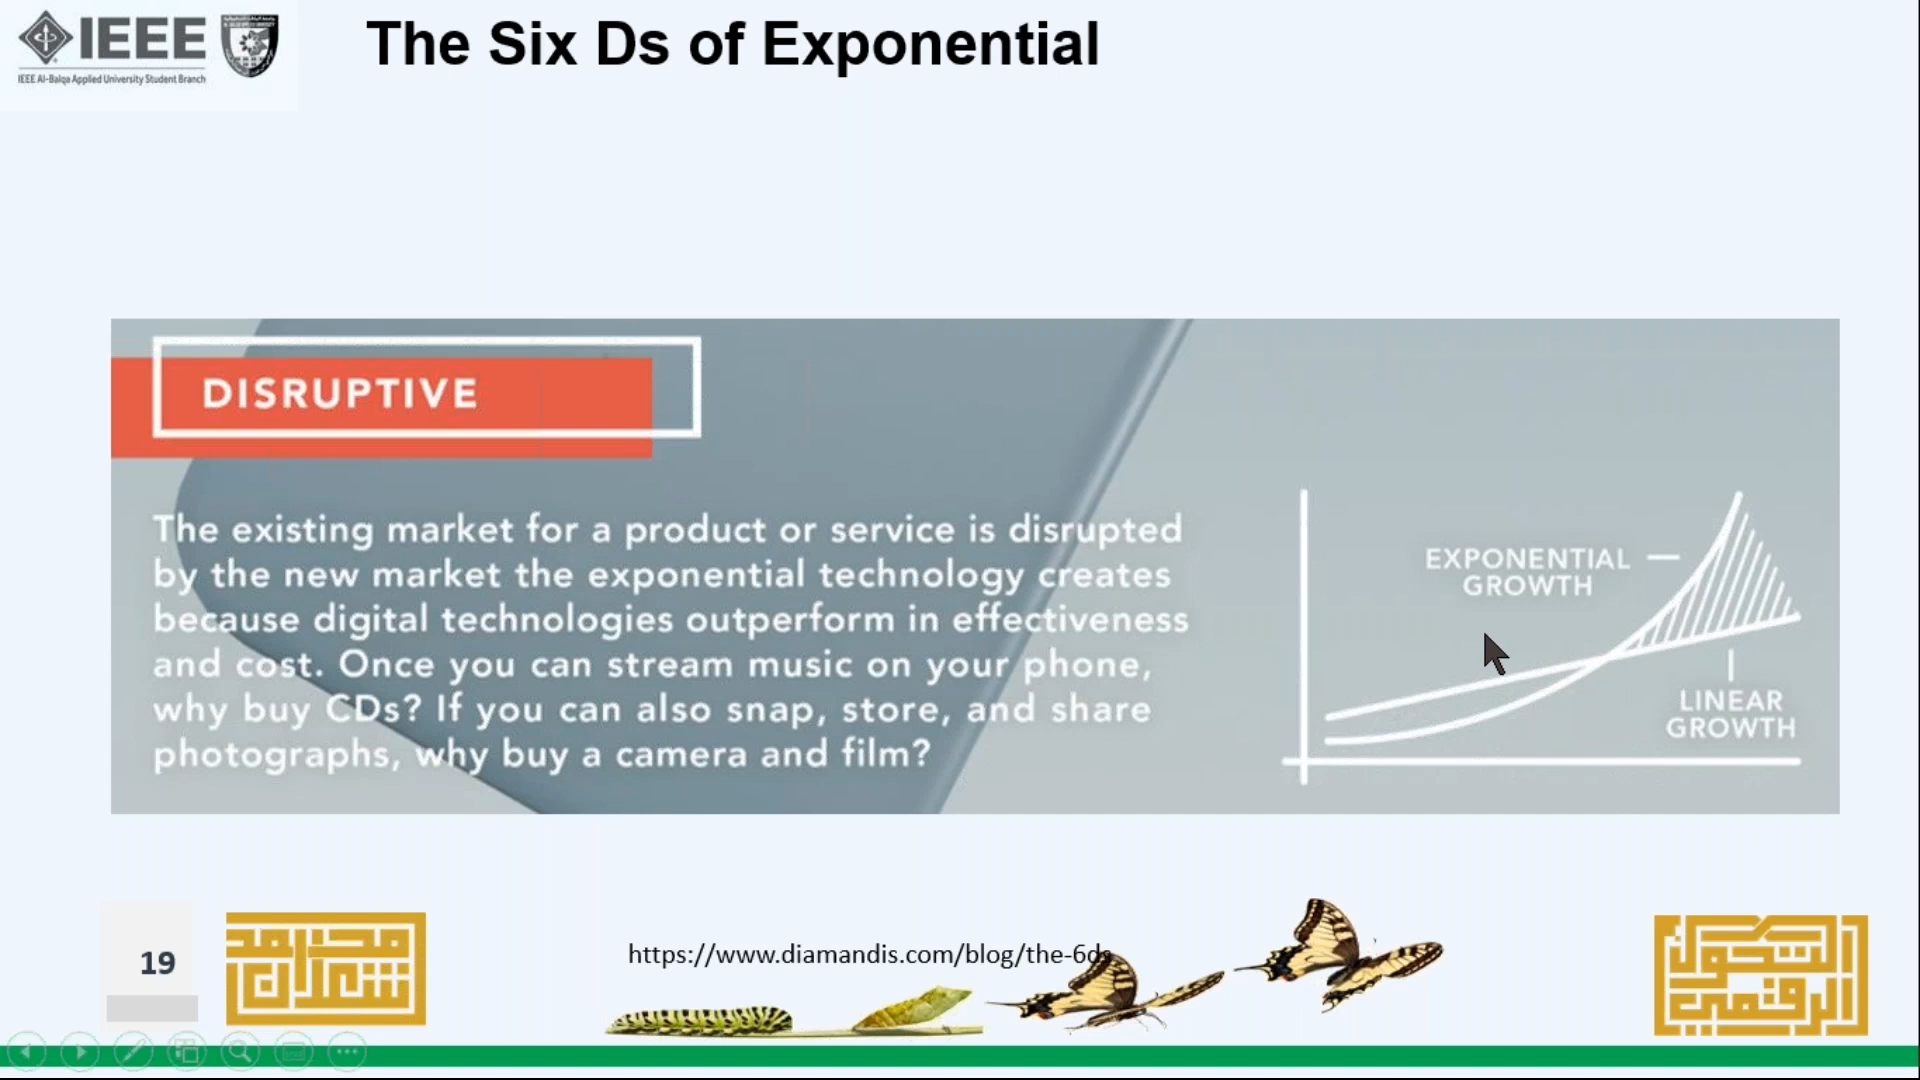 IEEE
IEEE Al-Balqa Applied University Student Branch
The Six Ds of Exponential
DISRUPTIVE
The existing market for a product or service is disrupted
by the new market the exponential technology creates
because digital technologies outperform in effectiveness
and cost. Once you can stream music on your phone,
why buy CDs? If you can also snap, store, and share
photographs, why buy a camera and film?
EXPONENTIAL
GROWTH
LINEAR
GROWTH
19
https://www.diamandis.com/blog/the-6ds
التحول
الرقمي